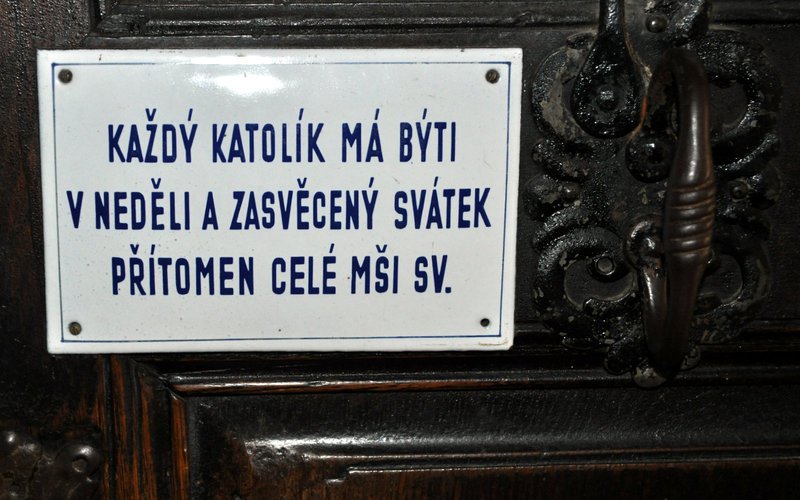 KAŽDÝ KATOLÍK MÁ BÝTI
V NEDĚLI A ZASVĚCENÝ SVÁTEK
PŘÍTOMEN CELÉ MŠI SV.